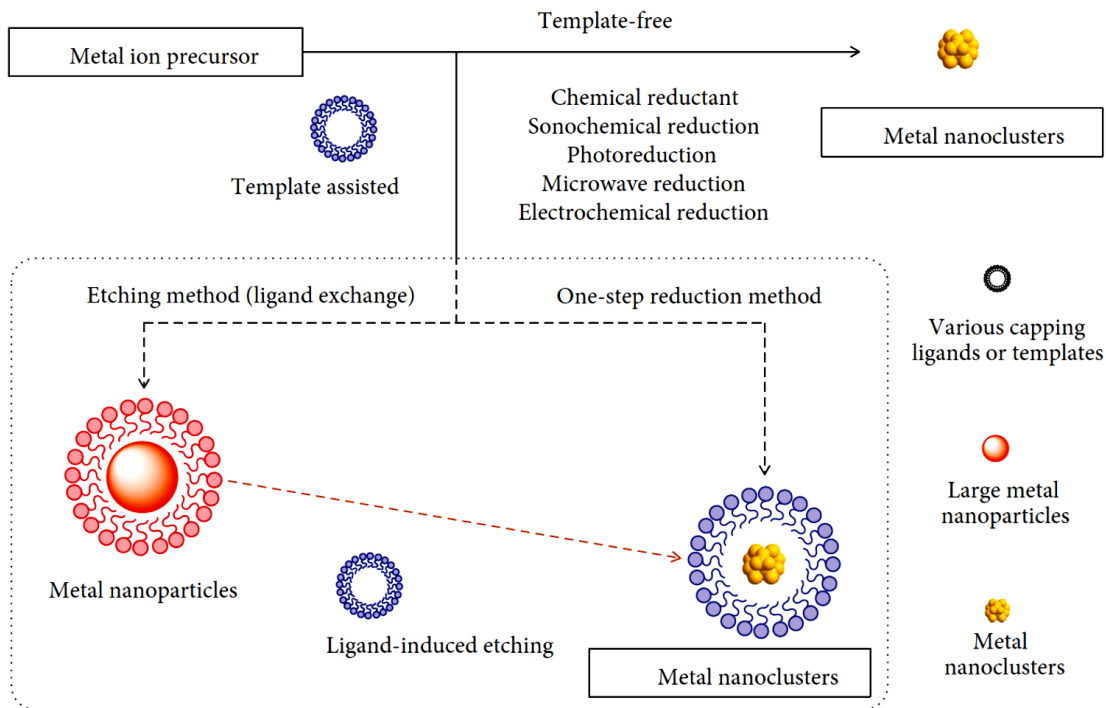 Template-free
Metal ion precursor
Chemical reductant
Sonochemical reduction
Photoreduction
Microwave reduction
Electrochemical reduction
Metal nanoclusters
Template assisted
Etching method (ligand exchange)
One-step reduction method
Various capping
ligands or templates
Large metal
nanoparticles
Metal nanoparticles
Ligand-induced etching
Metal nanoclusters
Metal
nanoclusters